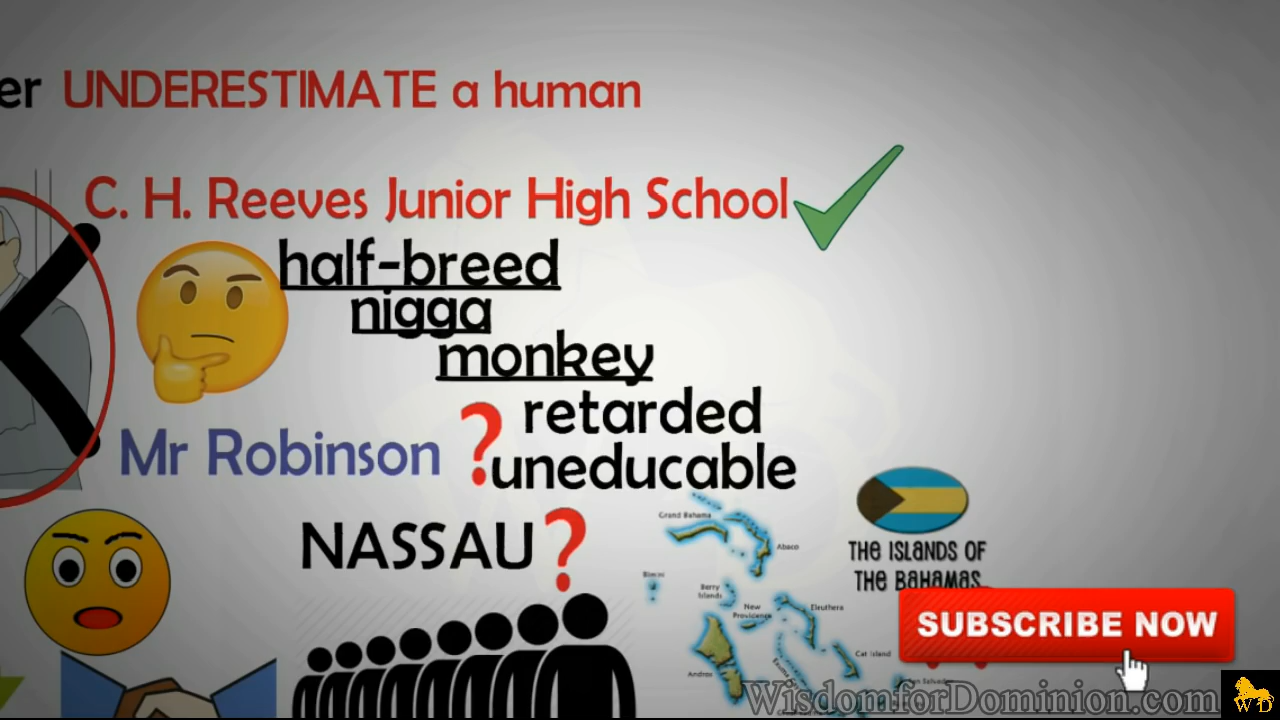 er UNDERESTIMATE a human
C. H. Reeves Junior High School
half-breed
nigga
monkey
retarded
Mr Robinson ? uneducable
NASSAU ?
Grand Bahama
Abaco
THE ISLANDS OF
THE BAHAMAS
Bimini
Berry
Islands
New
Providence
Eleuthera
SUBSCRIBE NOW
Cat Island
Andros
San Salvador
WisdomforDominion.com
WD